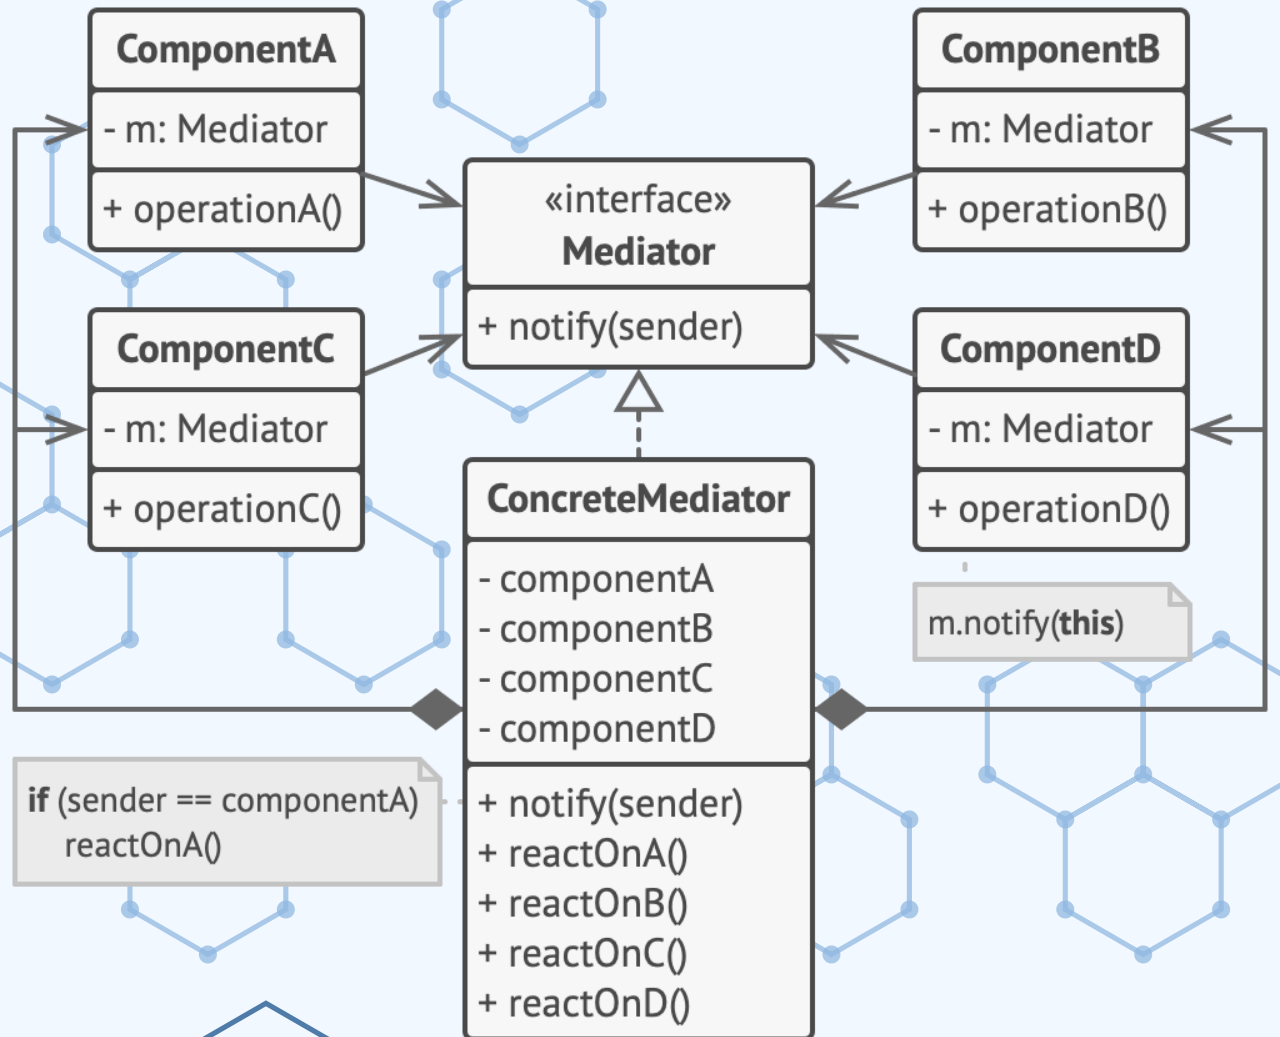 ComponentA
- m: Mediator
+ operationA()
ComponentB
- m: Mediator
+ operationB()
«interface»
Mediator
+ notify(sender)
ComponentC
- m: Mediator
+ operationC()
ComponentD
- m: Mediator
+ operationD()
m.notify(this)
ConcreteMediator
- componentA
- componentB
- componentC
- componentD
+ notify(sender)
+ reactOnA()
+ reactOnB()
+ reactOnC()
+ reactOnD()
if (sender == componentA)
reactOnA()